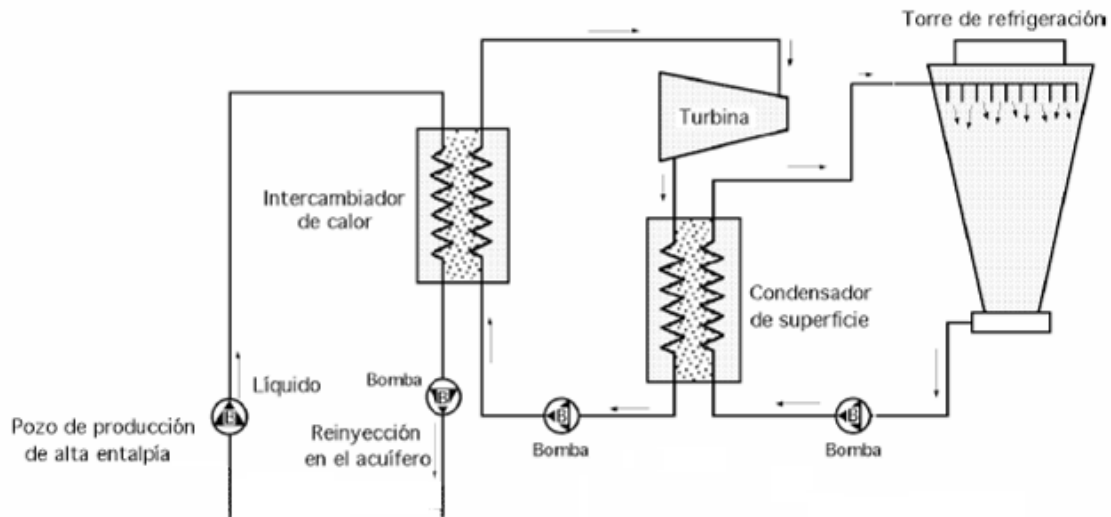 Torre de refrigeración
Turbina
Intercambiador
de calor
Condensador
de superficie
Líquido
Bomba
B
B
Pozo de producción
de alta entalpía
Reinyección
en el acuífero
B
Bomba
B
Bomba